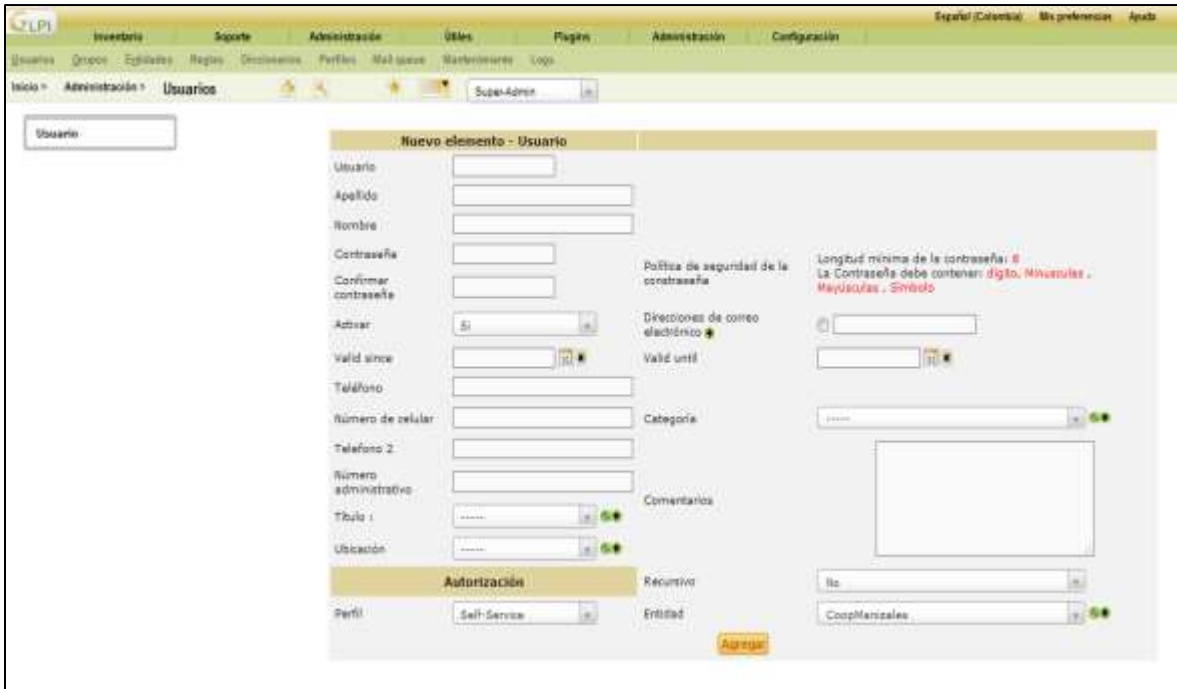 GLPI
Español (Colombia) Mis preferencias Ayuda
Inventario Soporte Administración Útiles Plugins Administración Configuración
Usuarios Grupos Entidades Reglas Diccionarios Perfiles Mail queue Mantenimiento Logs
Inicio > Administración > Usuarios Super-Admin
Usuario
Nuevo elemento - Usuario
Usuario
Apellido
Nombre
Contraseña
Confirmar contraseña
Política de seguridad de la constraseña
Longitud mínima de la contraseña: 8
La Contraseña debe contener: dígito, Minusculas ,
Mayúsculas , Símbolo
Activar Si
Direcciones de correo electrónico
Valid since Valid until
Teléfono
Número de celular Categoría -----
Telefono 2
Número administrativo
Comentarios
Título : -----
Ubicación -----
Autorización Recursivo No
Perfil Self-Service Entidad CoopManizales
Agregar